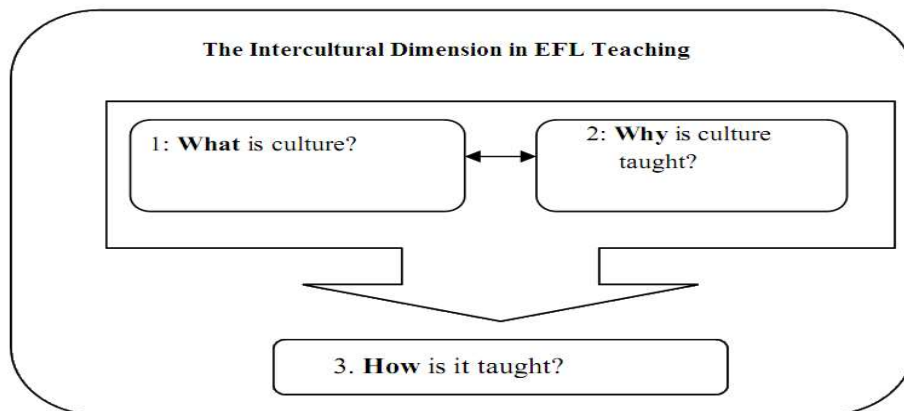 The Intercultural Dimension in EFL Teaching
1: What is culture?
2: Why is culture
taught?
3. How is it taught?